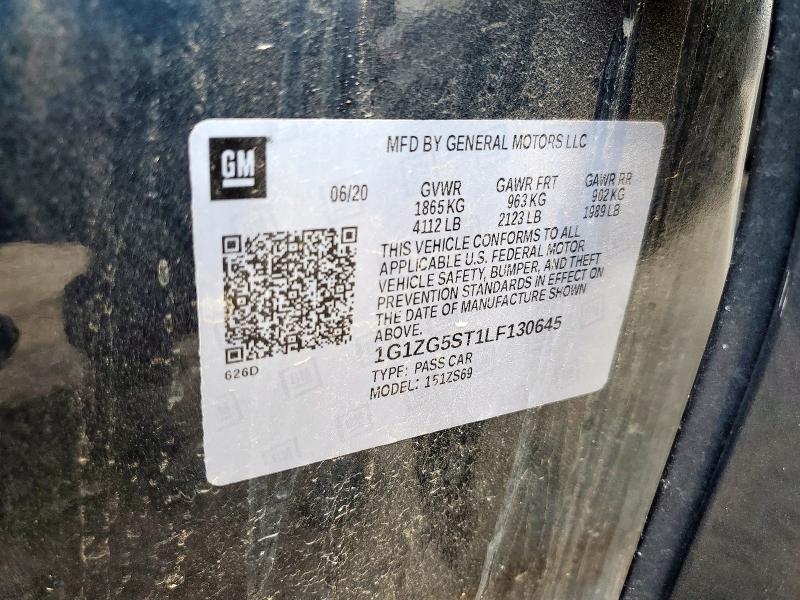 GM
MFD BY GENERAL MOTORS LLC
06/20
GVWR
1865 KG
4112 LB
GAWR FRT
963 KG
2123 LB
GAWR RR
902 KG
1989 LB
THIS VEHICLE CONFORMS TO ALL
APPLICABLE U.S. FEDERAL MOTOR
VEHICLE SAFETY, BUMPER, AND THEFT
PREVENTION STANDARDS IN EFFECT ON
THE DATE OF MANUFACTURE SHOWN
ABOVE.
1G1ZG5ST1LF130645
TYPE: PASS CAR
MODEL: 151ZS69
626D